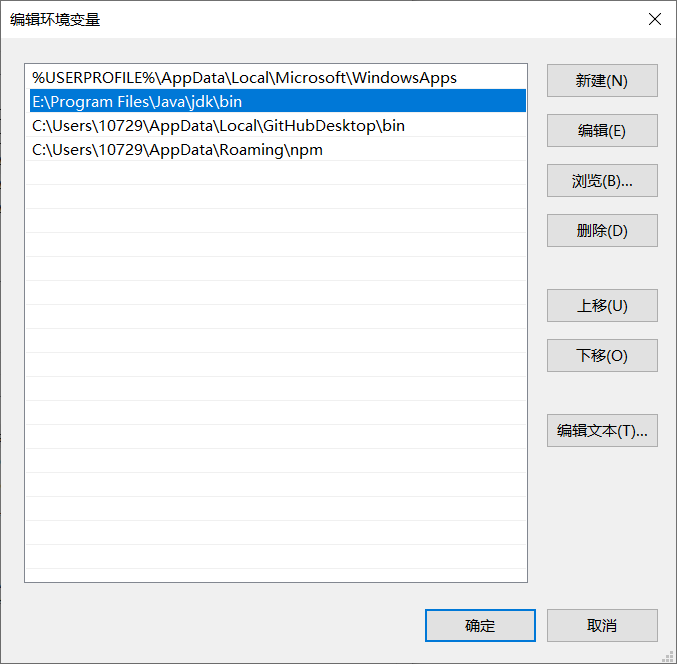 编辑环境变量
%USERPROFILE%\AppData\Local\Microsoft\WindowsApps
E:\Program Files\Java\jdk\bin
C:\Users\10729\AppData\Local\GitHubDesktop\bin
C:\Users\10729\AppData\Roaming\npm
新建(N)
编辑(E)
浏览(B)...
删除(D)
上移(U)
下移(O)
编辑文本(T)...
确定
取消